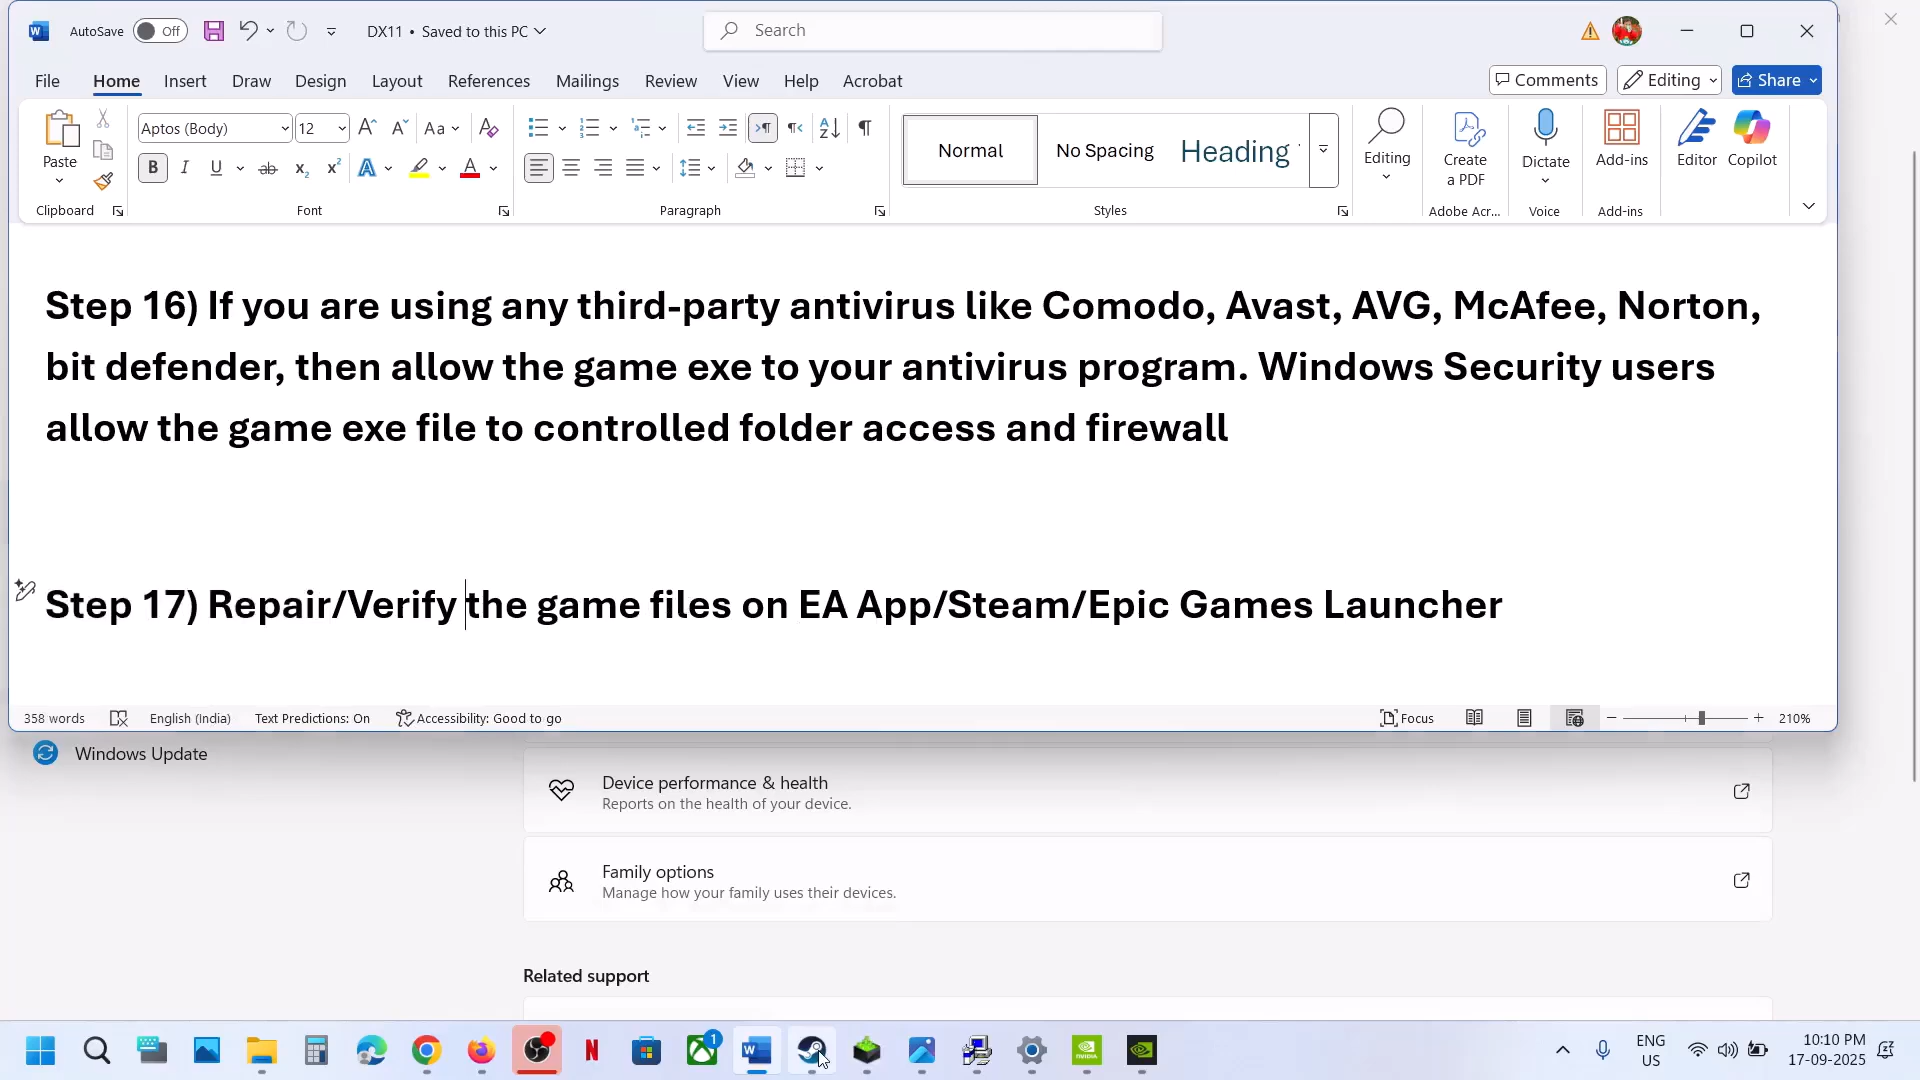 AutoSave Off DX11 • Saved to this PC Search
File Home Insert Draw Design Layout References Mailings Review View Help Acrobat Comments Editing Share
Paste Aptos (Body) 12 Aa Normal No Spacing Heading Editing Create a PDF Dictate Add-ins Editor Copilot
B I U ab x₂ x² A A
Clipboard Font Paragraph Styles Adobe Acr... Voice Add-ins
Step 16) If you are using any third-party antivirus like Comodo, Avast, AVG, McAfee, Norton,
bit defender, then allow the game exe to your antivirus program. Windows Security users
allow the game exe file to controlled folder access and firewall
Step 17) Repair/Verify the game files on EA App/Steam/Epic Games Launcher
358 words English (India) Text Predictions: On Accessibility: Good to go Focus 210%
Windows Update
Device performance & health
Reports on the health of your device.
Family options
Manage how your family uses their devices.
Related support
1
ENG
US
10:10 PM
17-09-2025